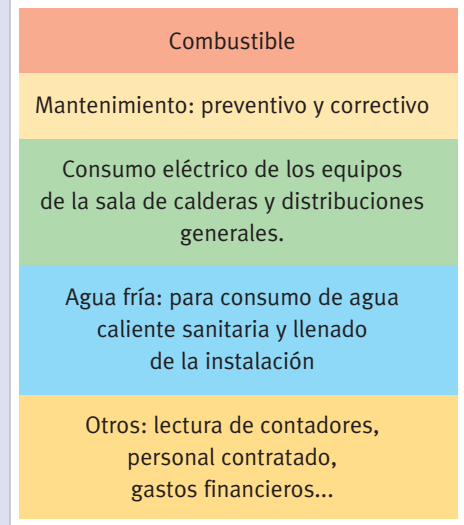 Combustible
Mantenimiento: preventivo y correctivo
Consumo eléctrico de los equipos
de la sala de calderas y distribuciones
generales.
Agua fría: para consumo de agua
caliente sanitaria y llenado
de la instalación
Otros: lectura de contadores,
personal contratado,
gastos financieros...